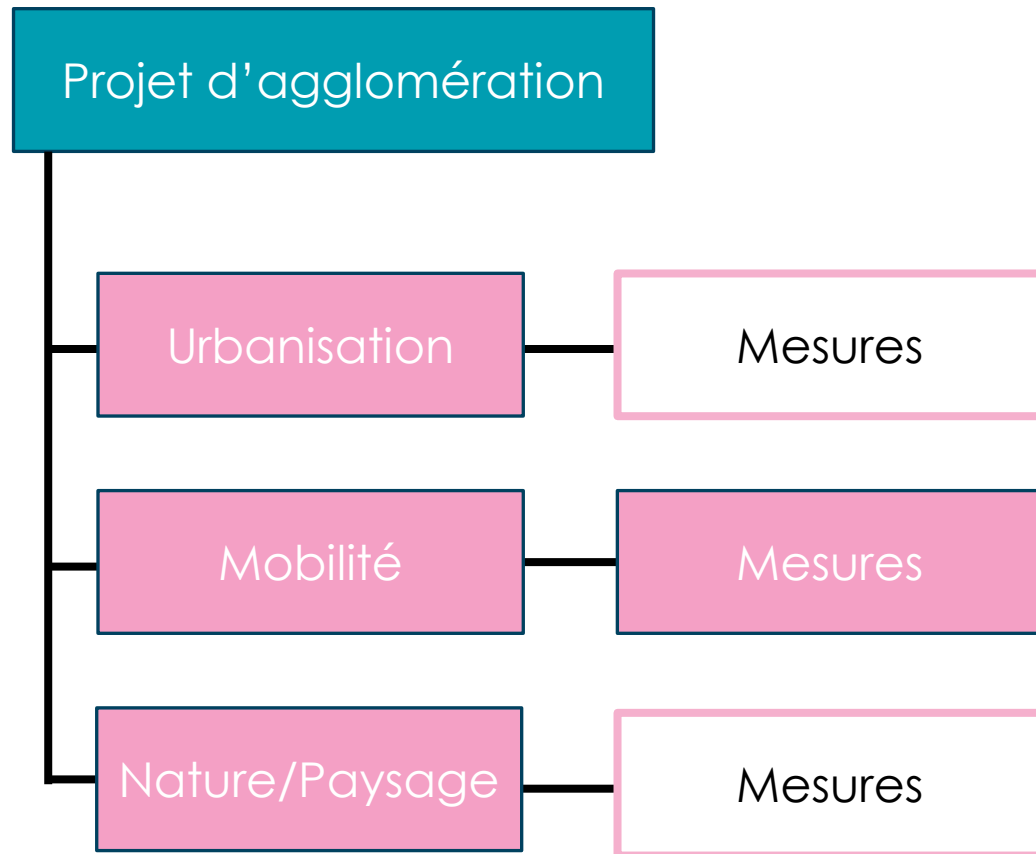 Projet d’agglomération
Urbanisation
Mesures
Mobilité
Mesures
Nature/Paysage
Mesures